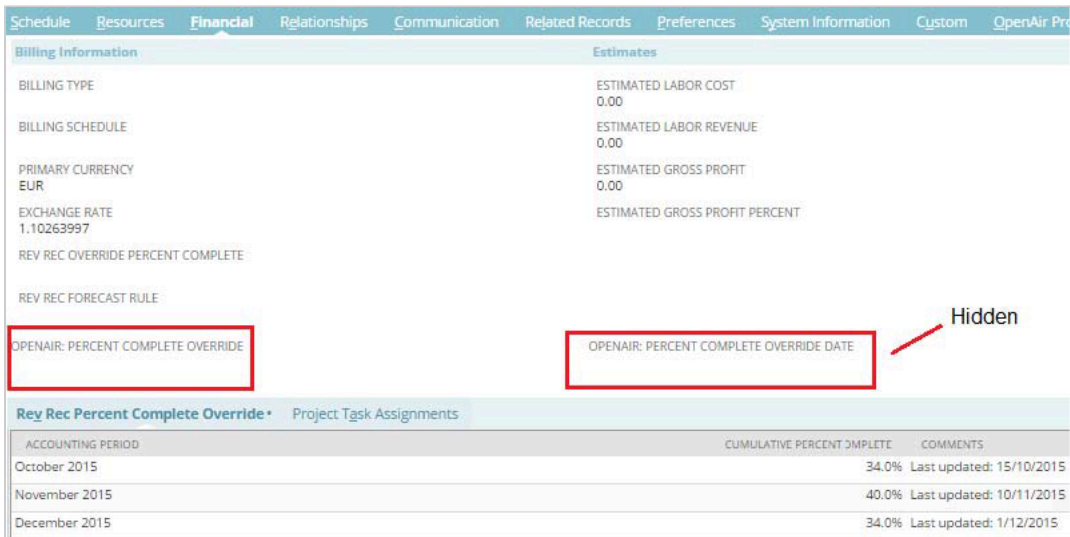 Schedule Resources Financial Relationships Communication Related Records Preferences System Information Custom OpenAir Pro
Billing Information Estimates
BILLING TYPE ESTIMATED LABOR COST
0.00
BILLING SCHEDULE ESTIMATED LABOR REVENUE
0.00
PRIMARY CURRENCY ESTIMATED GROSS PROFIT
EUR 0.00
EXCHANGE RATE ESTIMATED GROSS PROFIT PERCENT
1.10263997
REV REC OVERRIDE PERCENT COMPLETE
REV REC FORECAST RULE
Hidden
OPENAIR: PERCENT COMPLETE OVERRIDE OPENAIR: PERCENT COMPLETE OVERRIDE DATE
Rev Rec Percent Complete Override • Project Task Assignments
ACCOUNTING PERIOD CUMULATIVE PERCENT OMPLETE COMMENTS
October 2015 34.0% Last updated: 15/10/2015
November 2015 40.0% Last updated: 10/11/2015
December 2015 34.0% Last updated: 1/12/2015